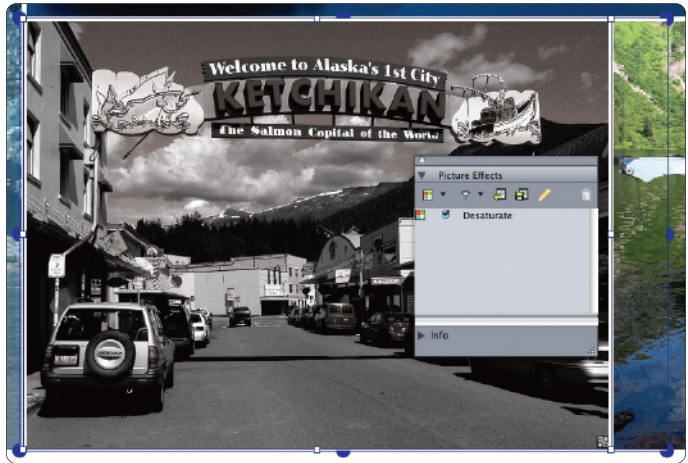 Welcome to Alaska's 1st City
KETCHIKAN
The Salmon Capital of the World
Picture Effects
Desaturate
Info